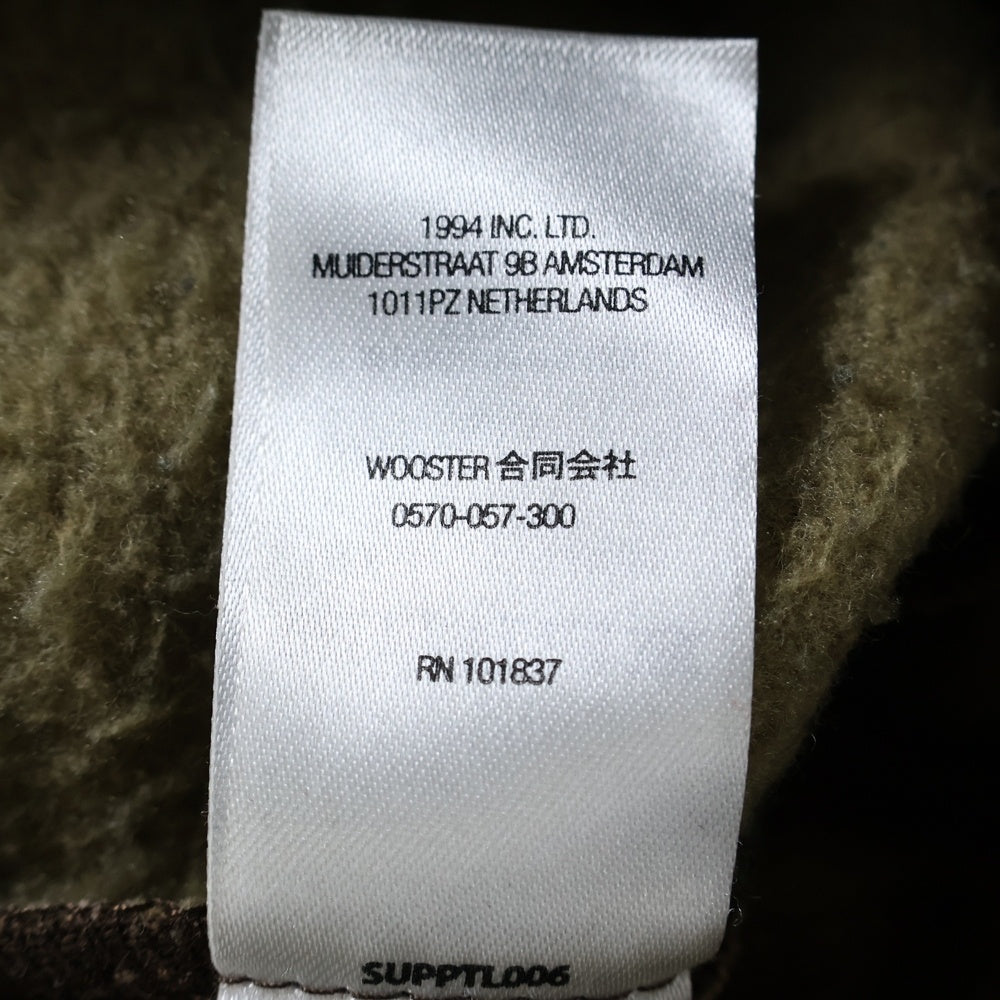 1994 INC. LTD.
MUIDERSTRAAT 9B AMSTERDAM
1011PZ NETHERLANDS
WOOSTER 合同会社
0570-057-300
RN 101837
SUPPTL006